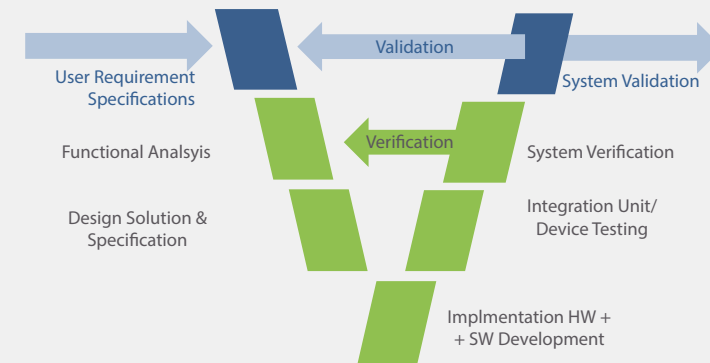 Validation
User Requirement
Specifications
System Validation
Verification
Functional Analsyis
System Verification
Design Solution &
Specification
Integration Unit/
Device Testing
Implmentation HW +
+ SW Development